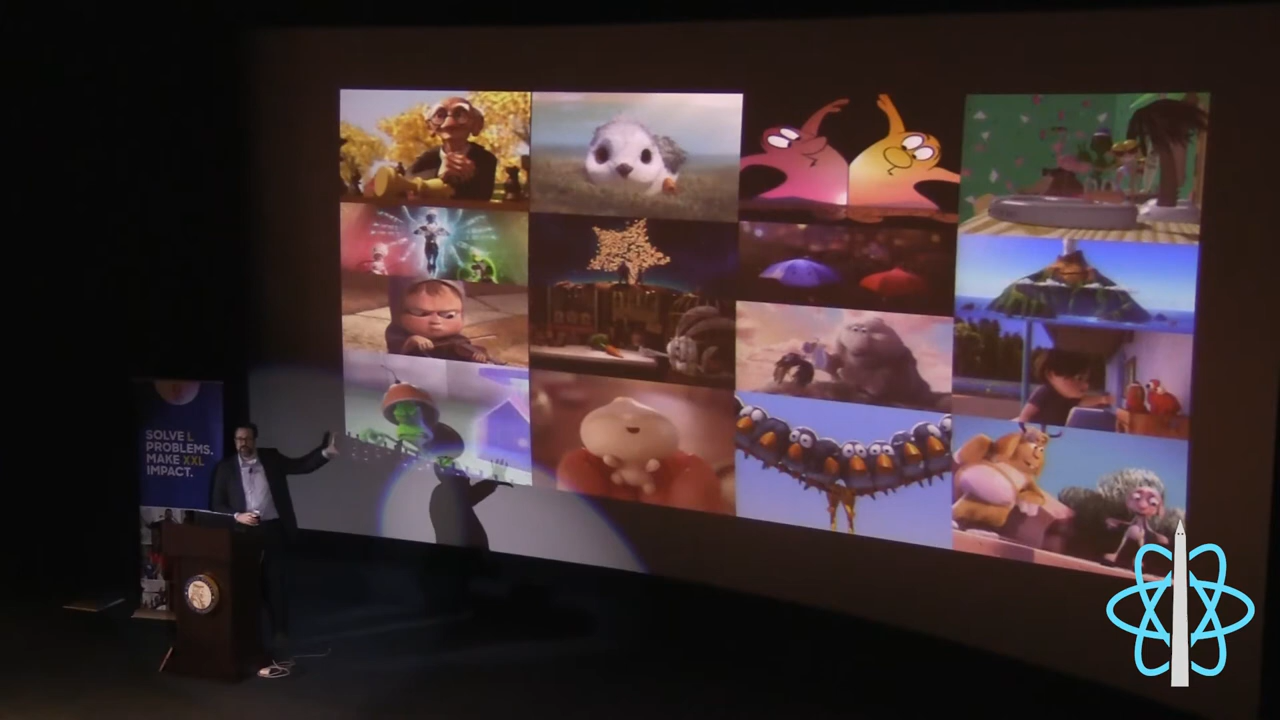 SOLVE L
PROBLEMS.
MAKE XXL
IMPACT.